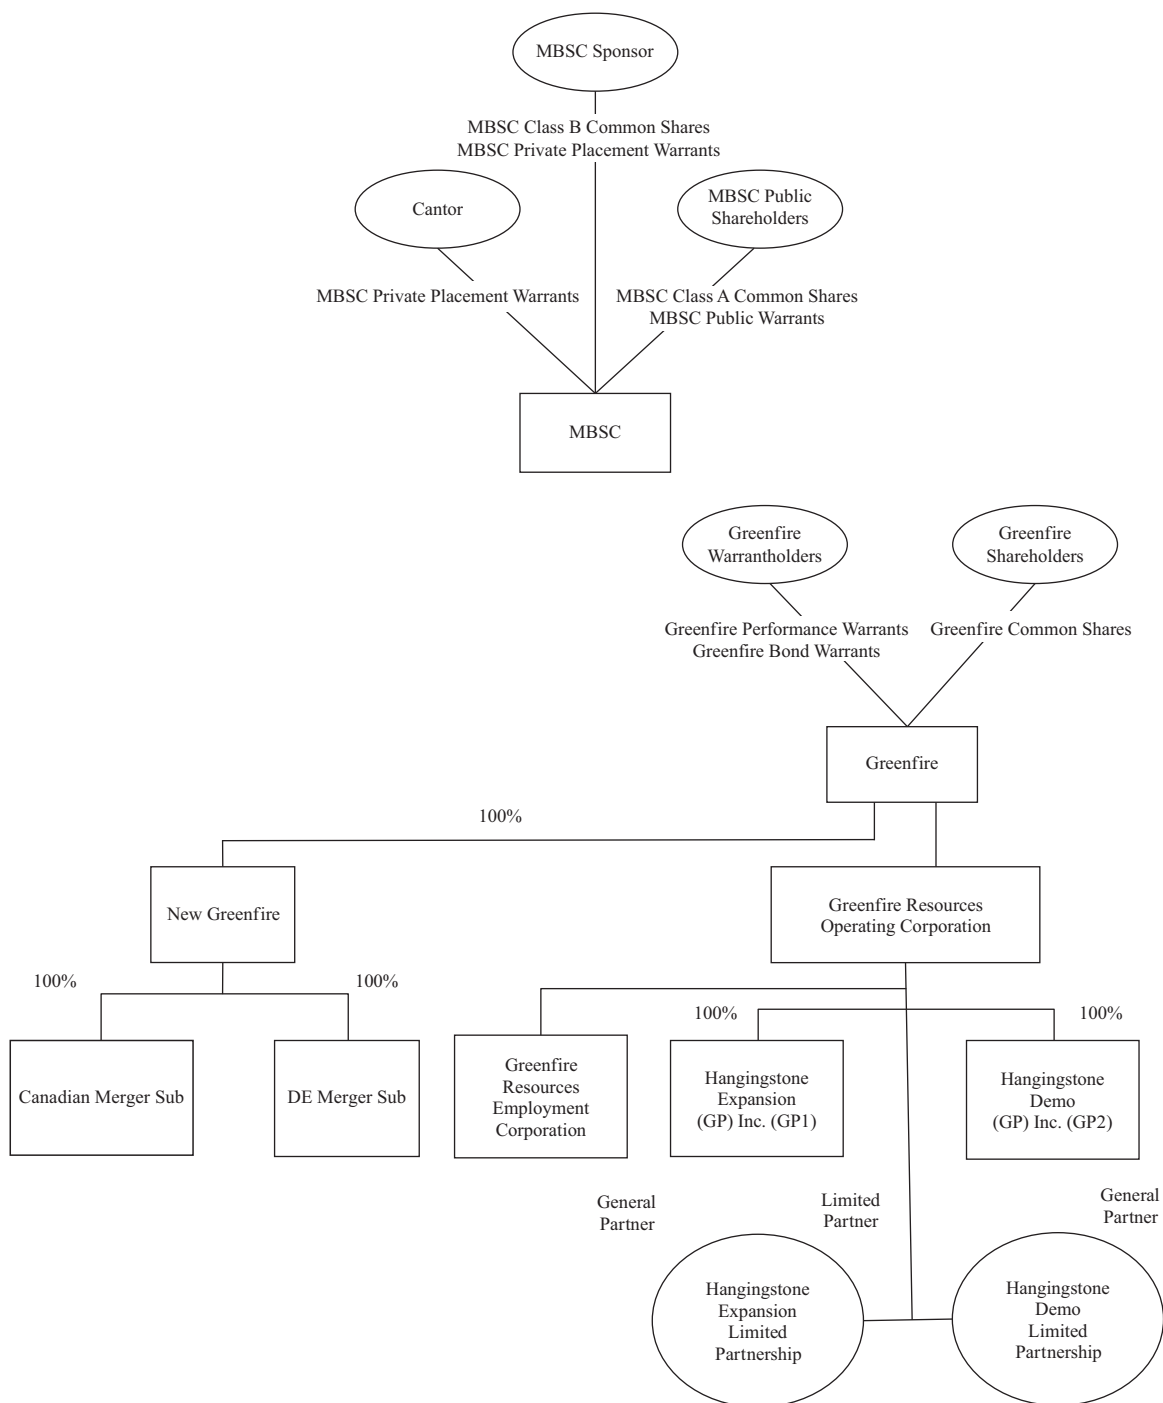 MBSC Sponsor
MBSC Class B Common Shares
MBSC Private Placement Warrants
Cantor
MBSC Public
Shareholders
MBSC Private Placement Warrants
MBSC Class A Common Shares
MBSC Public Warrants
MBSC
Greenfire
Warrantholders
Greenfire
Shareholders
Greenfire Performance Warrants
Greenfire Bond Warrants
Greenfire Common Shares
Greenfire
100%
New Greenfire
Greenfire Resources
Operating Corporation
100%
100%
100%
100%
Canadian Merger Sub
DE Merger Sub
Greenfire
Resources
Employment
Corporation
Hangingstone
Expansion
(GP) Inc. (GP1)
Hangingstone
Demo
(GP) Inc. (GP2)
General
Partner
Limited
Partner
General
Partner
Hangingstone
Expansion
Limited
Partnership
Hangingstone
Demo
Limited
Partnership